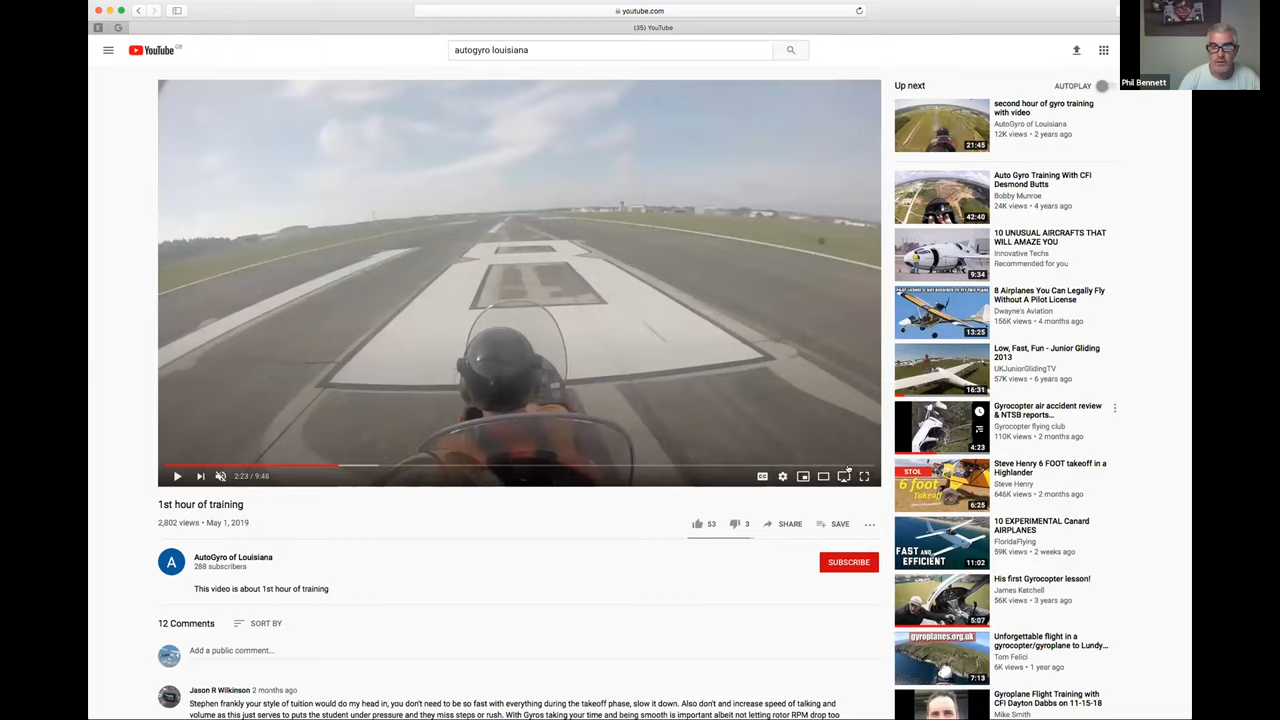 youtube.com
(35) YouTube
YouTube GB
autogyro louisiana
Phil Bennett
Up next
AUTOPLAY
second hour of gyro training
with video
AutoGyro of Louisiana
12K views • 2 years ago
21:45
Auto Gyro Training With CFI
Desmond Butts
Bobby Munroe
24K views • 4 years ago
42:40
10 UNUSUAL AIRCRAFTS THAT
WILL AMAZE YOU
Innovative Techs
Recommended for you
9:34
8 Airplanes You Can Legally Fly
Without A Pilot License
Dwayne's Aviation
156K views • 4 months ago
13:25
Low, Fast, Fun - Junior Gliding
2013
UKJuniorGlidingTV
57K views • 6 years ago
16:31
Gyrocopter air accident review
& NTSB reports...
Gyrocopter flying club
110K views • 2 months ago
4:23
Steve Henry 6 FOOT takeoff in a
Highlander
Steve Henry
646K views • 2 months ago
STOL
6 foot
Takeoff
6:25
10 EXPERIMENTAL Canard
AIRPLANES
FloridaFlying
59K views • 2 weeks ago
FAST AND
EFFICIENT
11:02
His first Gyrocopter lesson!
James Ketchell
56K views • 3 years ago
5:07
Unforgettable flight in a
gyrocopter/gyroplane to Lundy...
Tom Felici
6K views • 1 year ago
gyroplanes.org.uk
7:13
Gyroplane Flight Training with
CFI Dayton Dabbs on 11-15-18
Mike Smith
2:23 / 9:48
CC
1st hour of training
2,802 views • May 1, 2019
53
3
SHARE
SAVE
A
AutoGyro of Louisiana
288 subscribers
SUBSCRIBE
This video is about 1st hour of training
12 Comments
SORT BY
Add a public comment...
Jason R Wilkinson 2 months ago
Stephen frankly your style of tuition would do my head in, you don't need to be so fast with everything during the takeoff phase, slow it down. Also don't and increase speed of talking and
volume as this just serves to puts the student under pressure and they miss steps or rush. With Gyros taking your time and being smooth is important albeit not letting rotor RPM drop too